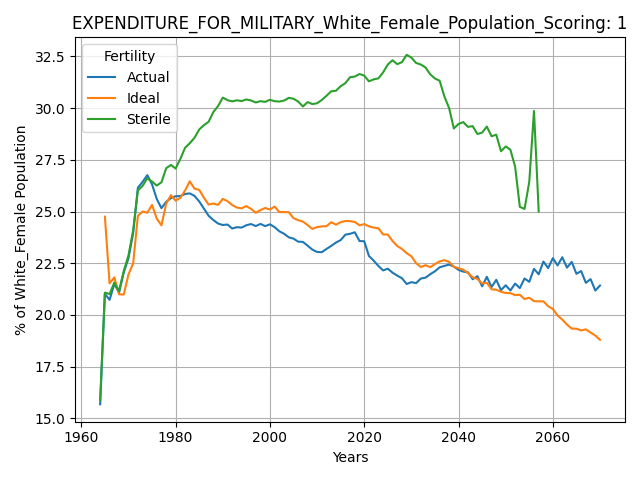 EXPENDITURE_FOR_MILITARY_White_Female_Population_Scoring: 1
Fertility
Actual
Ideal
Sterile
% of White_Female Population
32.5
30.0
27.5
25.0
22.5
20.0
17.5
15.0
1960
1980
2000
2020
2040
2060
Years